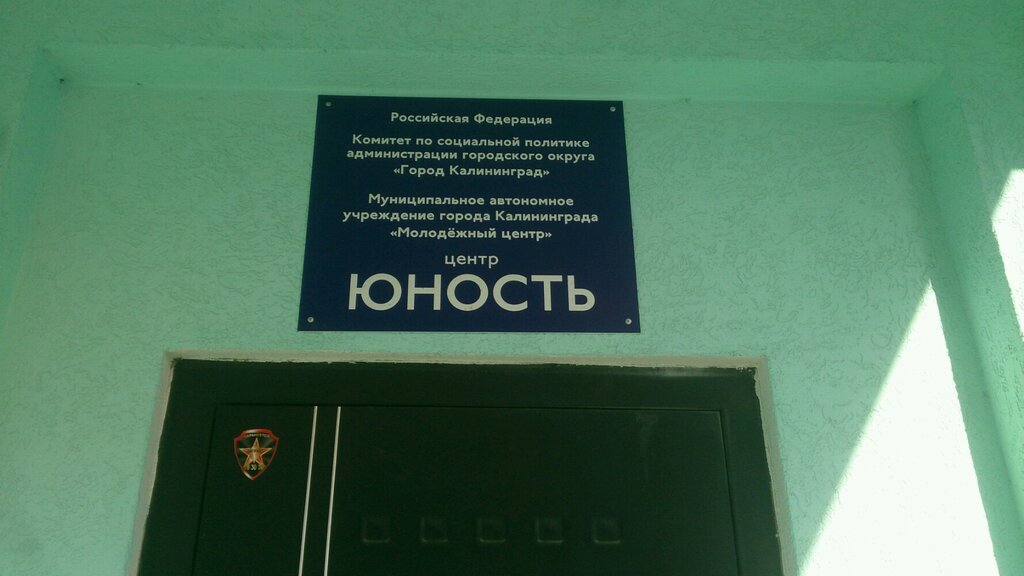 Российская Федерация
Комитет по социальной политике
администрации городского округа
«Город Калининград»
Муниципальное автономное
учреждение города Калининграда
«Молодёжный центр»
центр
ЮНОСТЬ